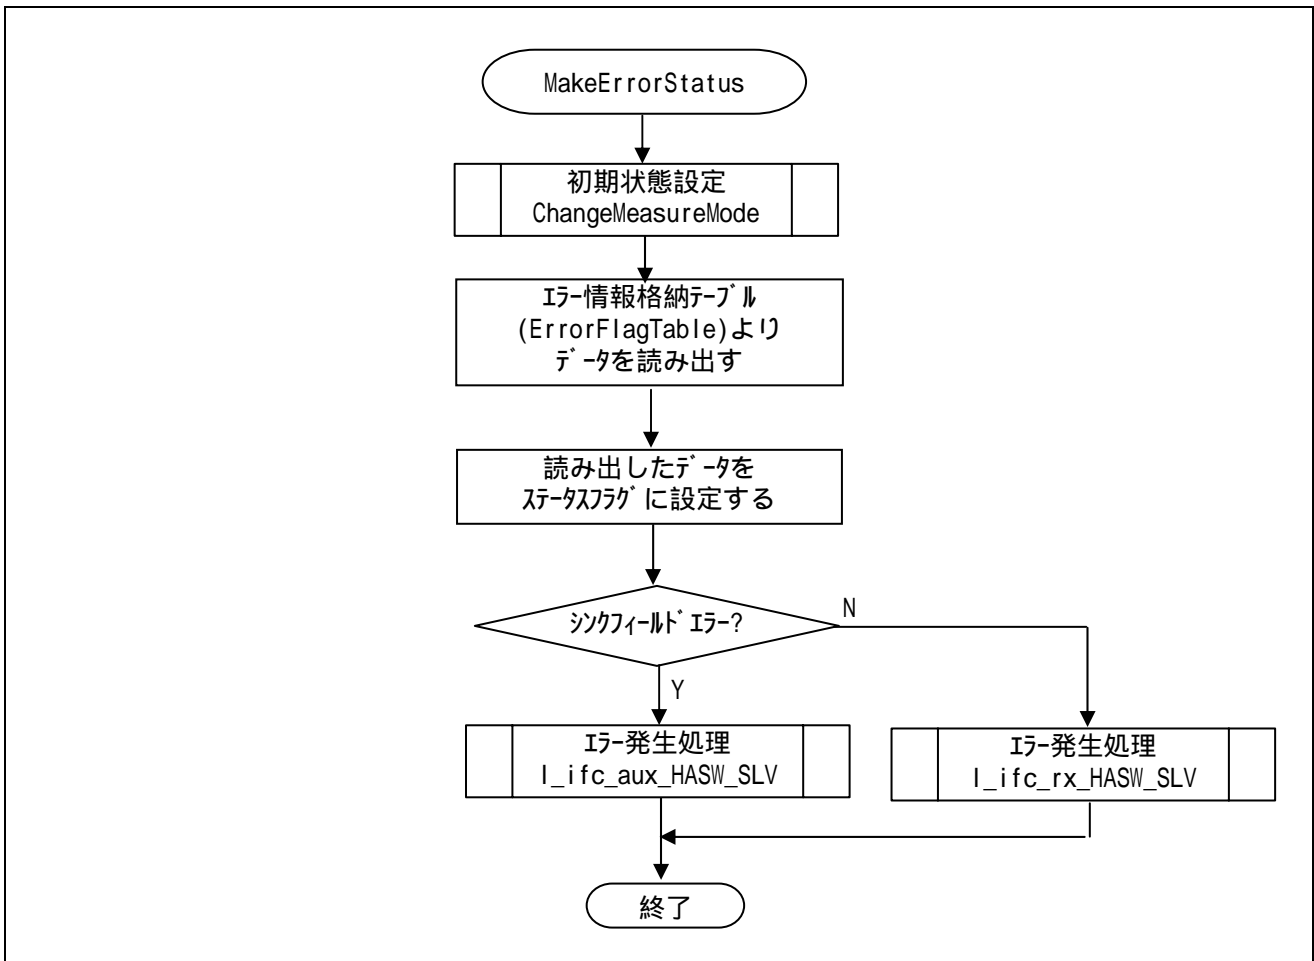 MakeErrorStatus
初期状態設定
ChangeMeasureMode
ｴﾗｰ情報格納ﾃｰﾌﾞﾙ
(ErrorFlagTable)より
ﾃﾞｰﾀを読み出す
読み出したﾃﾞｰﾀを
ｽﾃｰﾀｽﾌﾗｸﾞに設定する
ｼﾝｸﾌｨｰﾙﾄﾞｴﾗｰ?
N
Y
ｴﾗｰ発生処理
l_ifc_aux_HASW_SLV
ｴﾗｰ発生処理
l_ifc_rx_HASW_SLV
終了